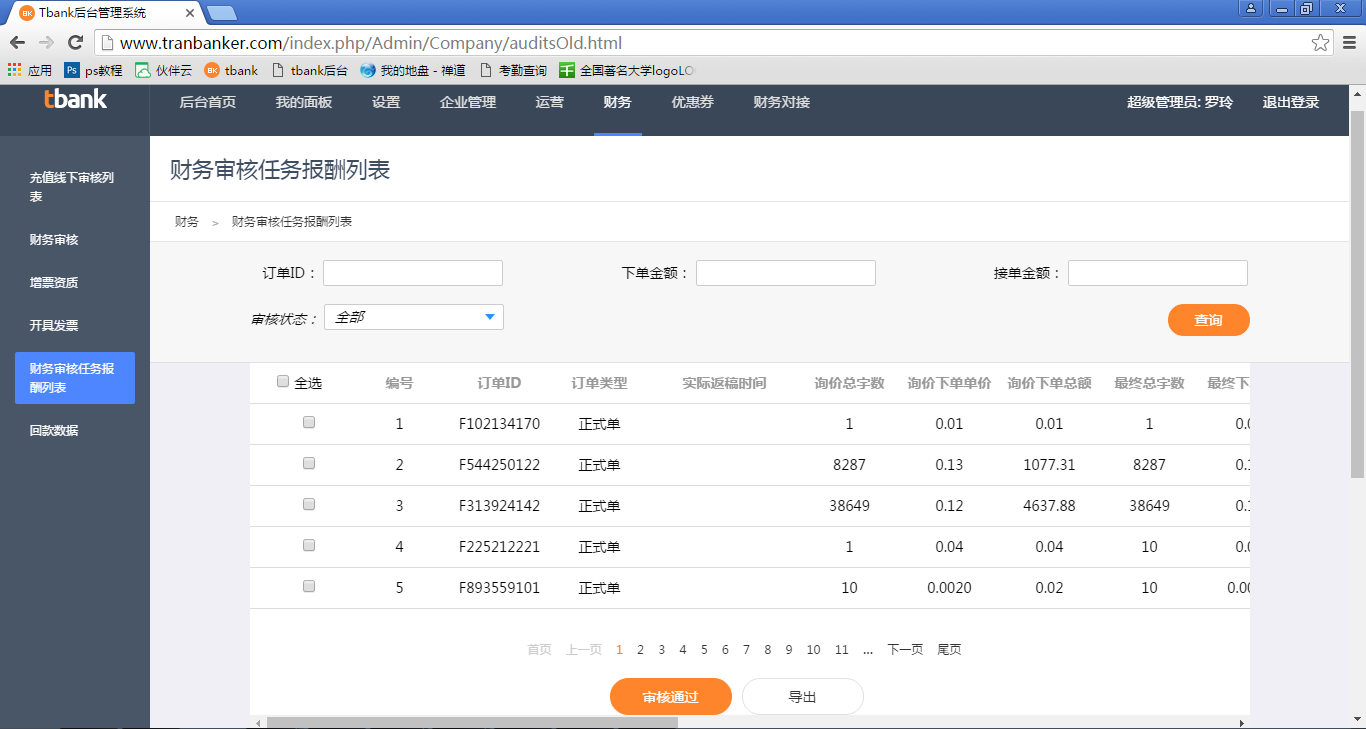 Tbank后台管理系统
www.tranbanker.com/index.php/Admin/Company/auditsOld.html
应用 ps教程 伙伴云 tbank tbank后台 我的地盘 - 禅道 考勤查询 全国著名大学logoLO
tbank 后台首页 我的面板 设置 企业管理 运营 财务 优惠券 财务对接 超级管理员: 罗玲 退出登录
充值线下审核列
表
财务审核
增票资质
开具发票
财务审核任务报
酬列表
回款数据
财务审核任务报酬列表
财务 > 财务审核任务报酬列表
订单ID： 下单金额： 接单金额：
审核状态： 全部 查询
全选 编号 订单ID 订单类型 实际返稿时间 询价总字数 询价下单单价 询价下单总额 最终总字数 最终下
1 F102134170 正式单 1 0.01 0.01 1 0.0
2 F544250122 正式单 8287 0.13 1077.31 8287 0.1
3 F313924142 正式单 38649 0.12 4637.88 38649 0.1
4 F225212221 正式单 1 0.04 0.04 10 0.0
5 F893559101 正式单 10 0.0020 0.02 10 0.00
首页 上一页 1 2 3 4 5 6 7 8 9 10 11 ... 下一页 尾页
审核通过 导出